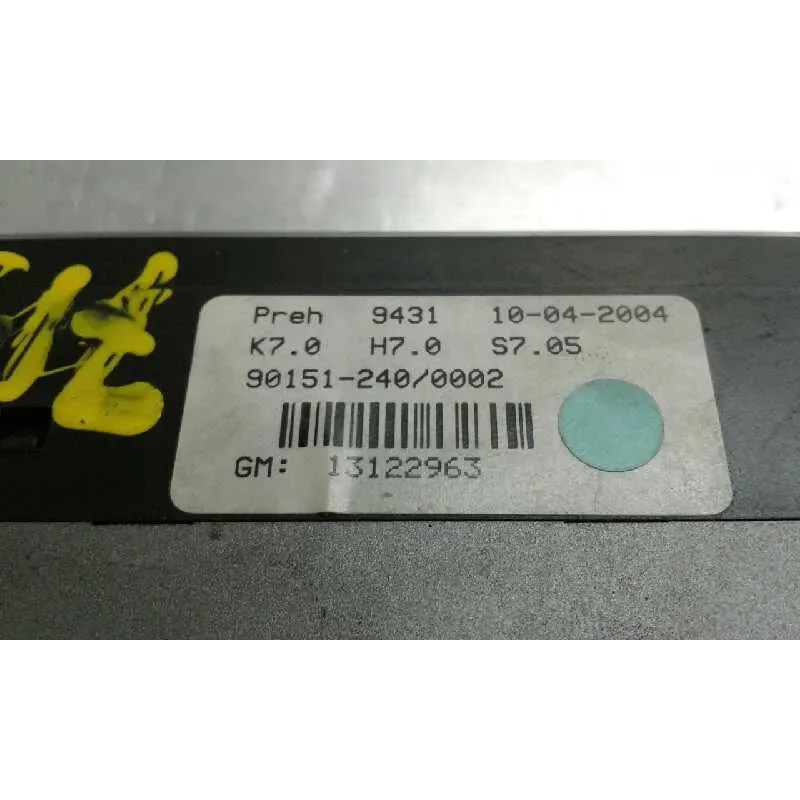 Preh 9431 10-04-2004
K7.0 H7.0 S7.05
90151-240/0002
GM: 13122963